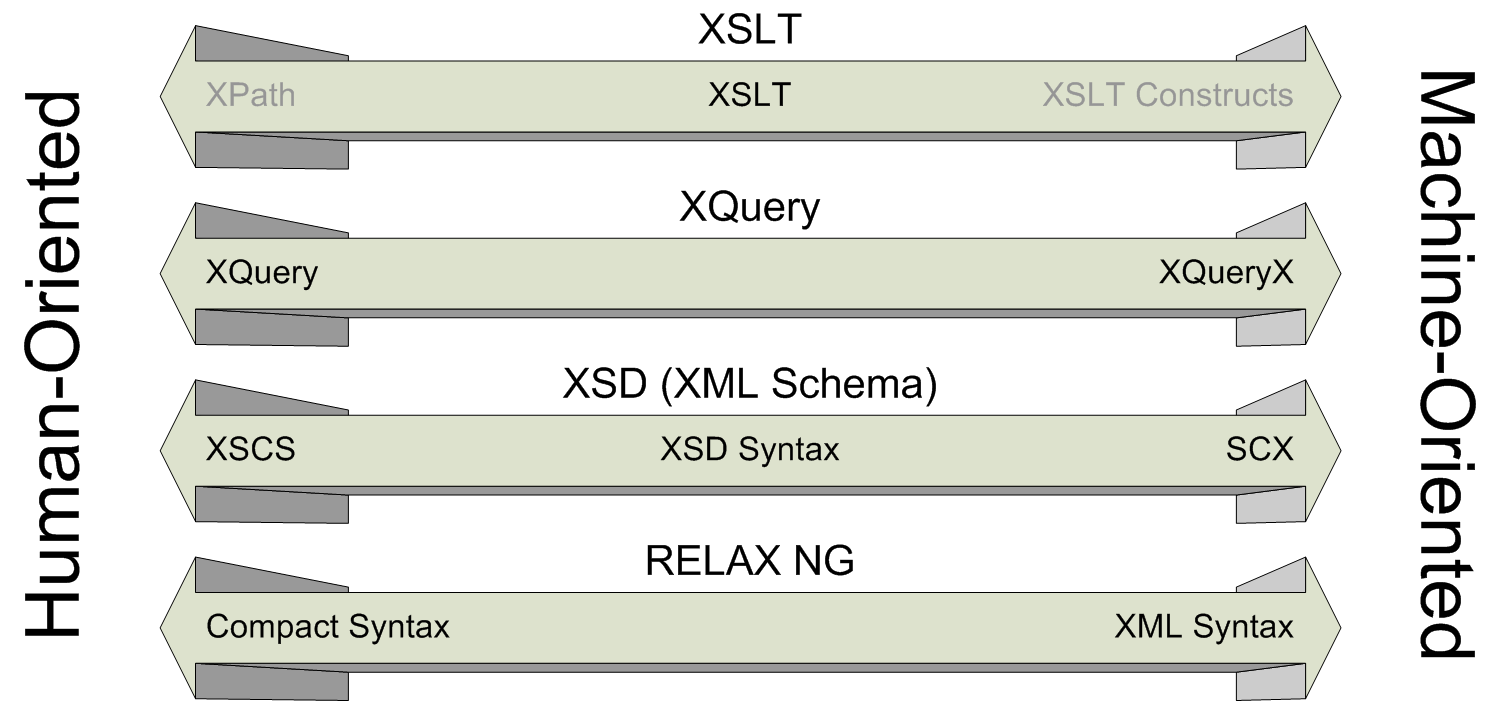 Human-Oriented
XSLT
XPath XSLT XSLT Constructs
XQuery
XQuery XQueryX
XSD (XML Schema)
XSCS XSD Syntax SCX
RELAX NG
Compact Syntax XML Syntax
Machine-Oriented